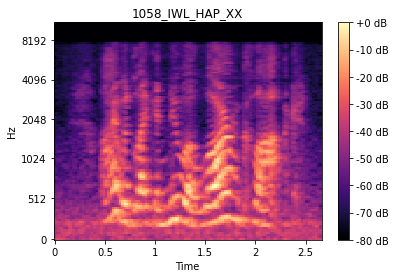 1058_IWL_HAP_XX
+0 dB
8192
-10 dB
4096
-20 dB
-30 dB
2048
Hz
-40 dB
1024
-50 dB
512
-60 dB
-70 dB
0
-80 dB
0 0.5 1 1.5 2 2.5
Time